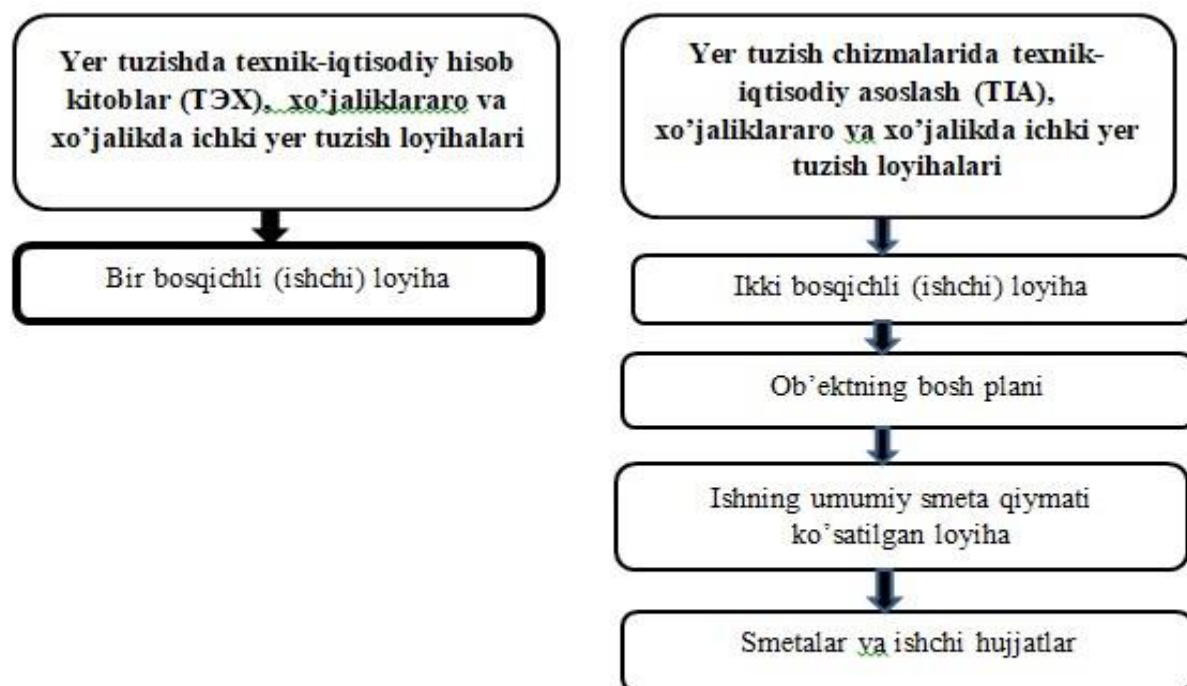 Yer tuzishda texnik-iqtisodiy hisob
kitoblar (ТЭХ), xo’jaliklararo va
xo’jalikda ichki yer tuzish loyihalari
Bir bosqichli (ishchi) loyiha
Yer tuzish chizmalarida texnik-
iqtisodiy asoslash (TIA),
xo’jaliklararo va xo’jalikda ichki yer
tuzish loyihalari
Ikki bosqichli (ishchi) loyiha
Ob’ektning bosh plani
Ishning umumiy smeta qiymati
ko’satilgan loyiha
Smetalar va ishchi hujjatlar